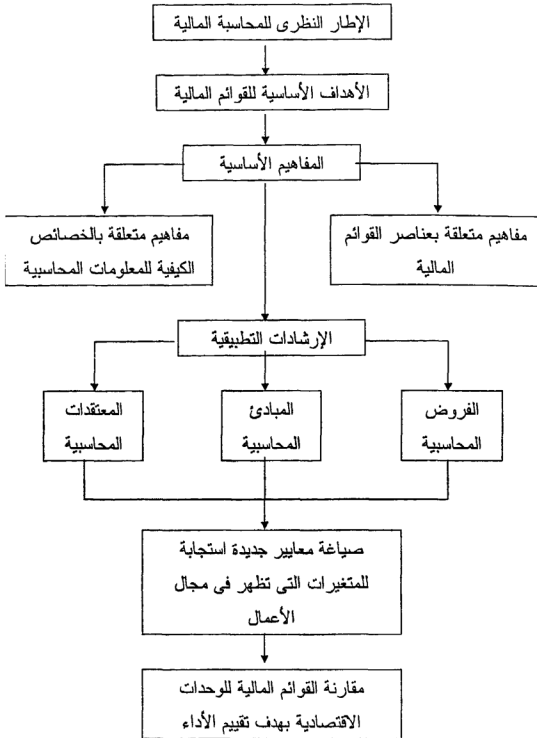 الإطار النظرى للمحاسبة المالية
الأهداف الأساسية للقوائم المالية
المفاهيم الأساسية
مفاهيم متعلقة بعناصر القوائم
المالية
مفاهيم متعلقة بالخصائص
الكيفية للمعلومات المحاسبية
الإرشادات التطبيقية
الفروض
المحاسبية
المبادئ
المحاسبية
المعتقدات
المحاسبية
صياغة معايير جديدة استجابة
للمتغيرات التى تظهر فى مجال
الأعمال
مقارنة القوائم المالية للوحدات
الاقتصادية بهدف تقييم الأداء